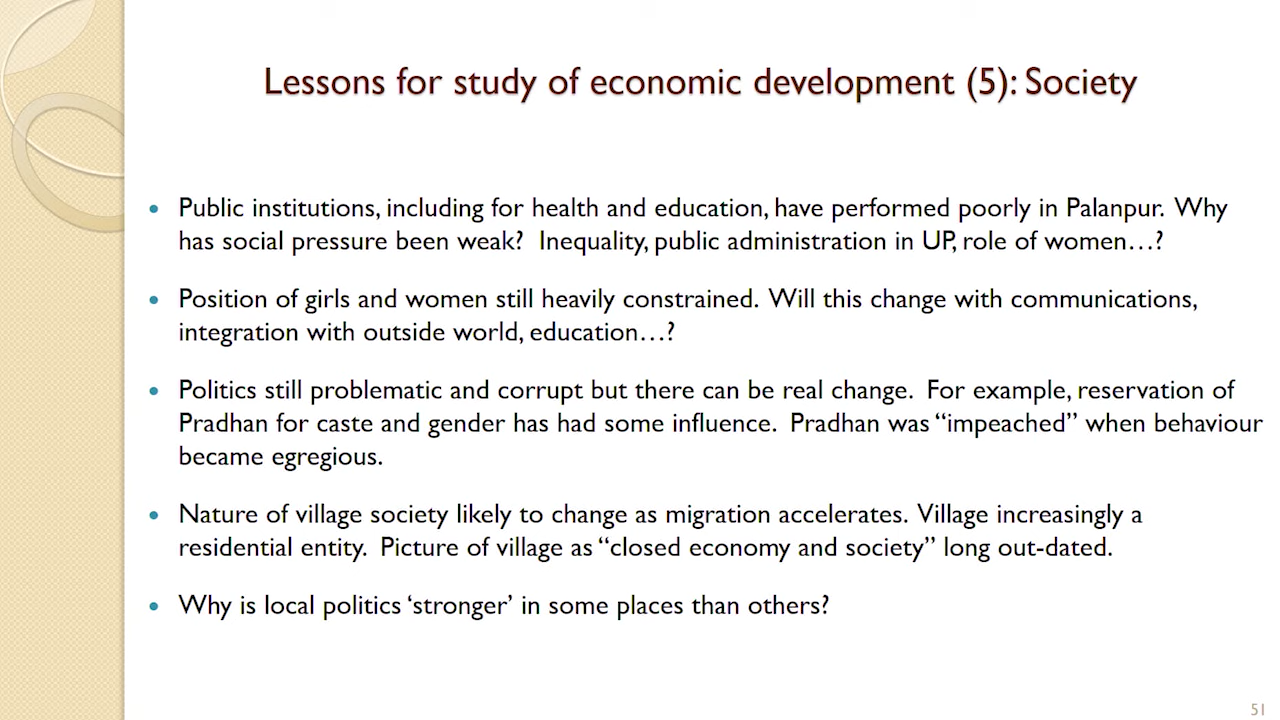 Lessons for study of economic development (5): Society
• Public institutions, including for health and education, have performed poorly in Palanpur. Why
has social pressure been weak? Inequality, public administration in UP, role of women…?
• Position of girls and women still heavily constrained. Will this change with communications,
integration with outside world, education…?
• Politics still problematic and corrupt but there can be real change. For example, reservation of
Pradhan for caste and gender has had some influence. Pradhan was “impeached” when behaviour
became egregious.
• Nature of village society likely to change as migration accelerates. Village increasingly a
residential entity. Picture of village as “closed economy and society” long out-dated.
• Why is local politics ‘stronger’ in some places than others?
51